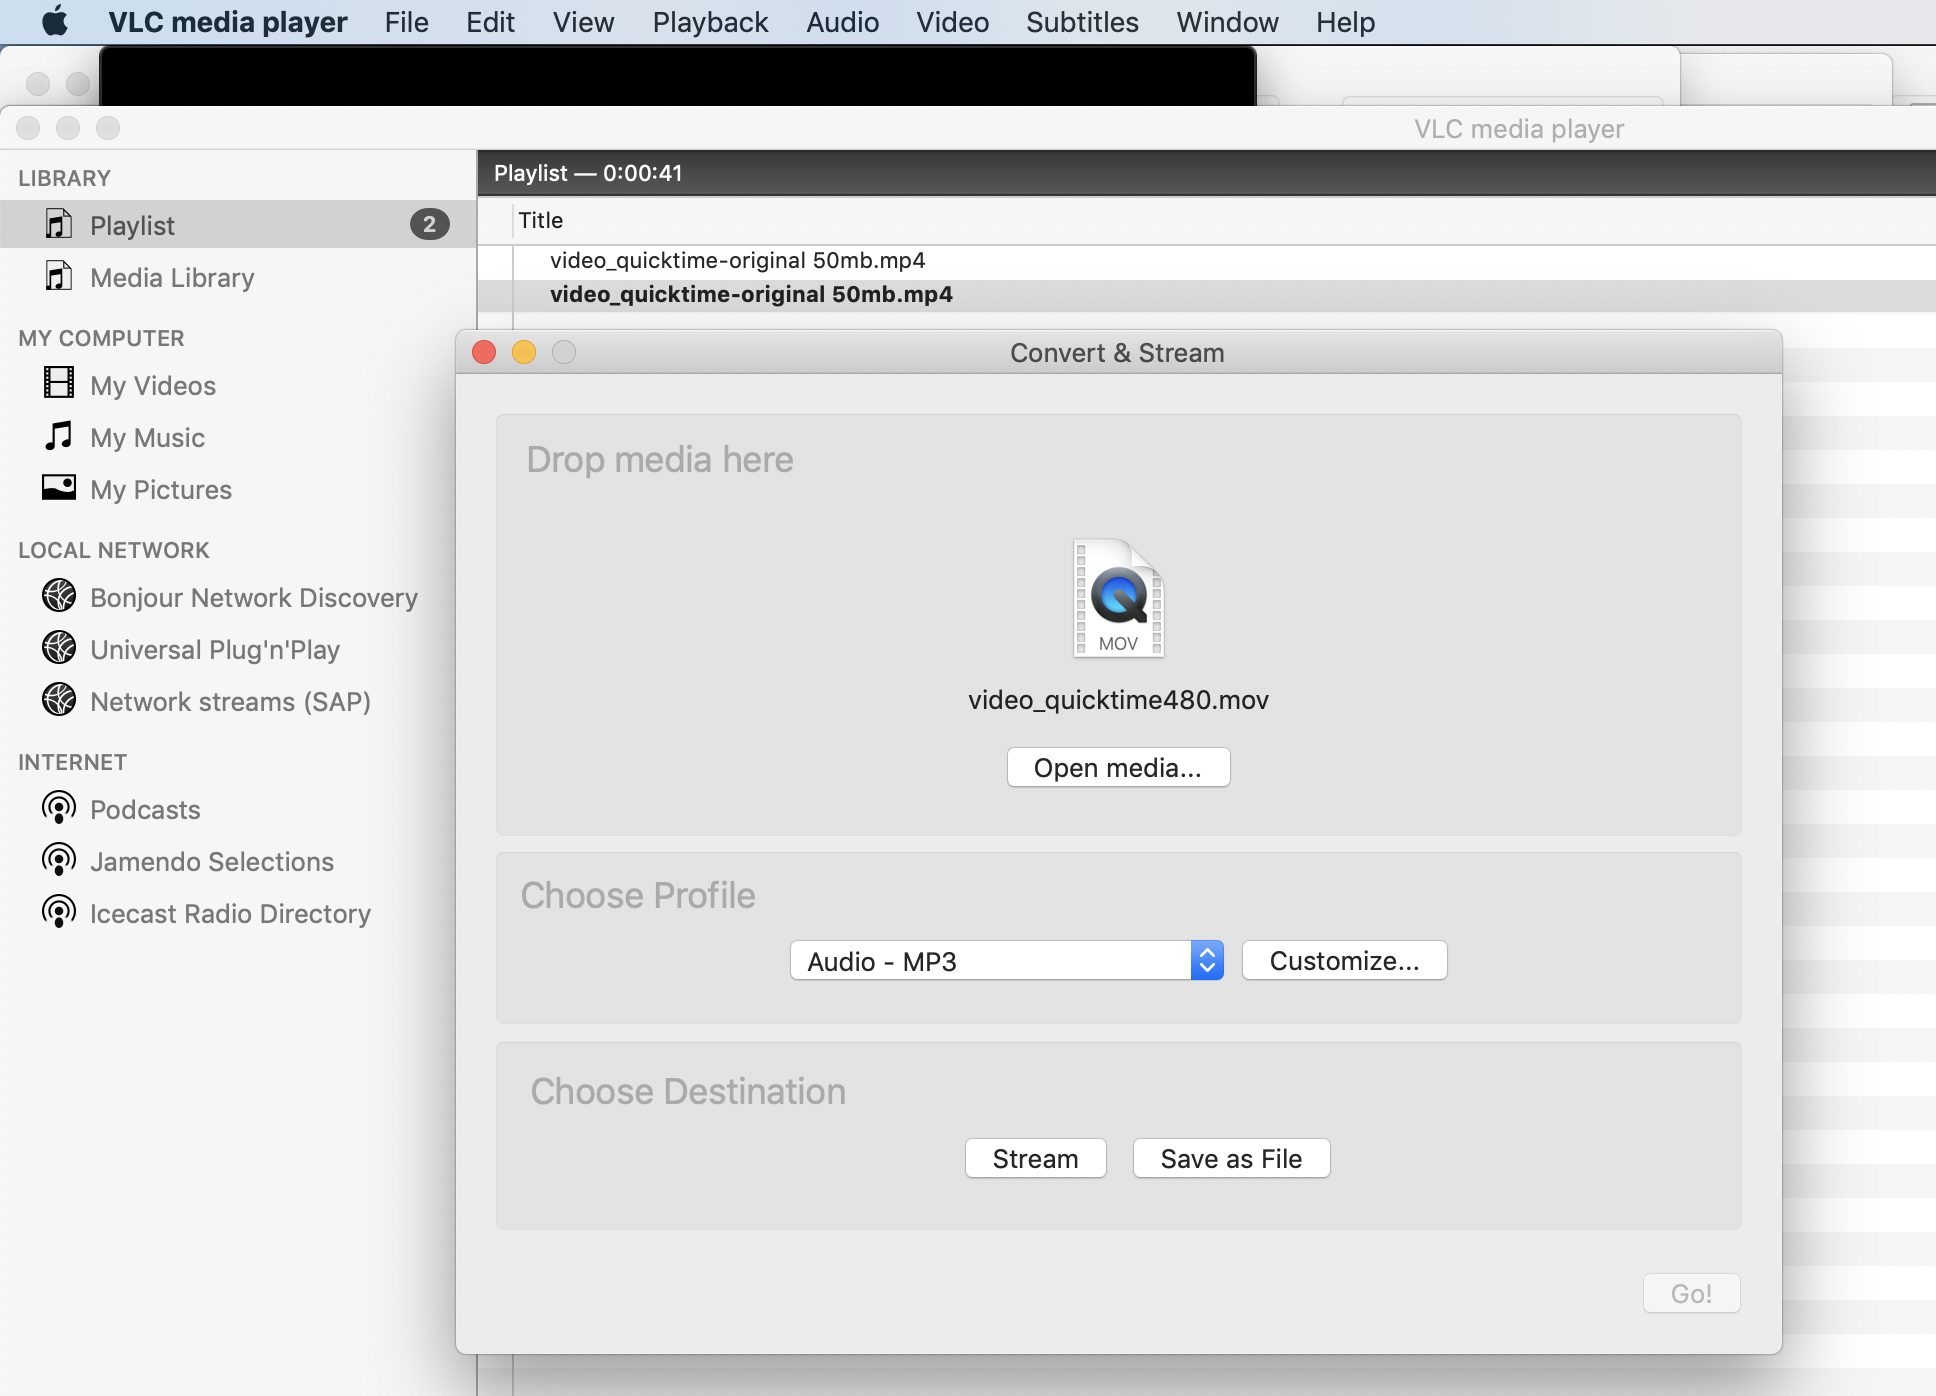 VLC media player File Edit View Playback Audio Video Subtitles Window Help
VLC media player
LIBRARY
Playlist 2
Media Library
MY COMPUTER
My Videos
My Music
My Pictures
LOCAL NETWORK
Bonjour Network Discovery
Universal Plug'n'Play
Network streams (SAP)
INTERNET
Podcasts
Jamendo Selections
Icecast Radio Directory
Playlist — 0:00:41
Title
video_quicktime-original 50mb.mp4
video_quicktime-original 50mb.mp4
Convert & Stream
Drop media here
MOV
video_quicktime480.mov
Open media...
Choose Profile
Audio - MP3 Customize...
Choose Destination
Stream Save as File
Go!